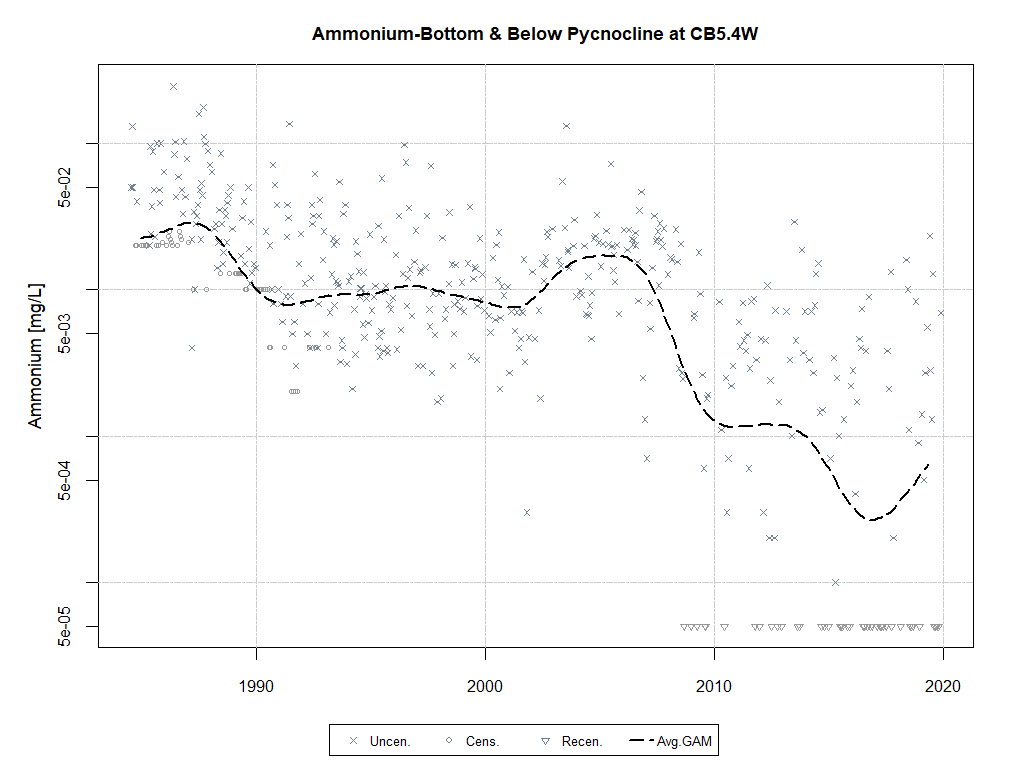 Ammonium-Bottom & Below Pycnocline at CB5.4W
Ammonium [mg/L]
5e-02
5e-03
5e-04
5e-05
1990 2000 2010 2020
Uncen. Cens. Recen. Avg.GAM